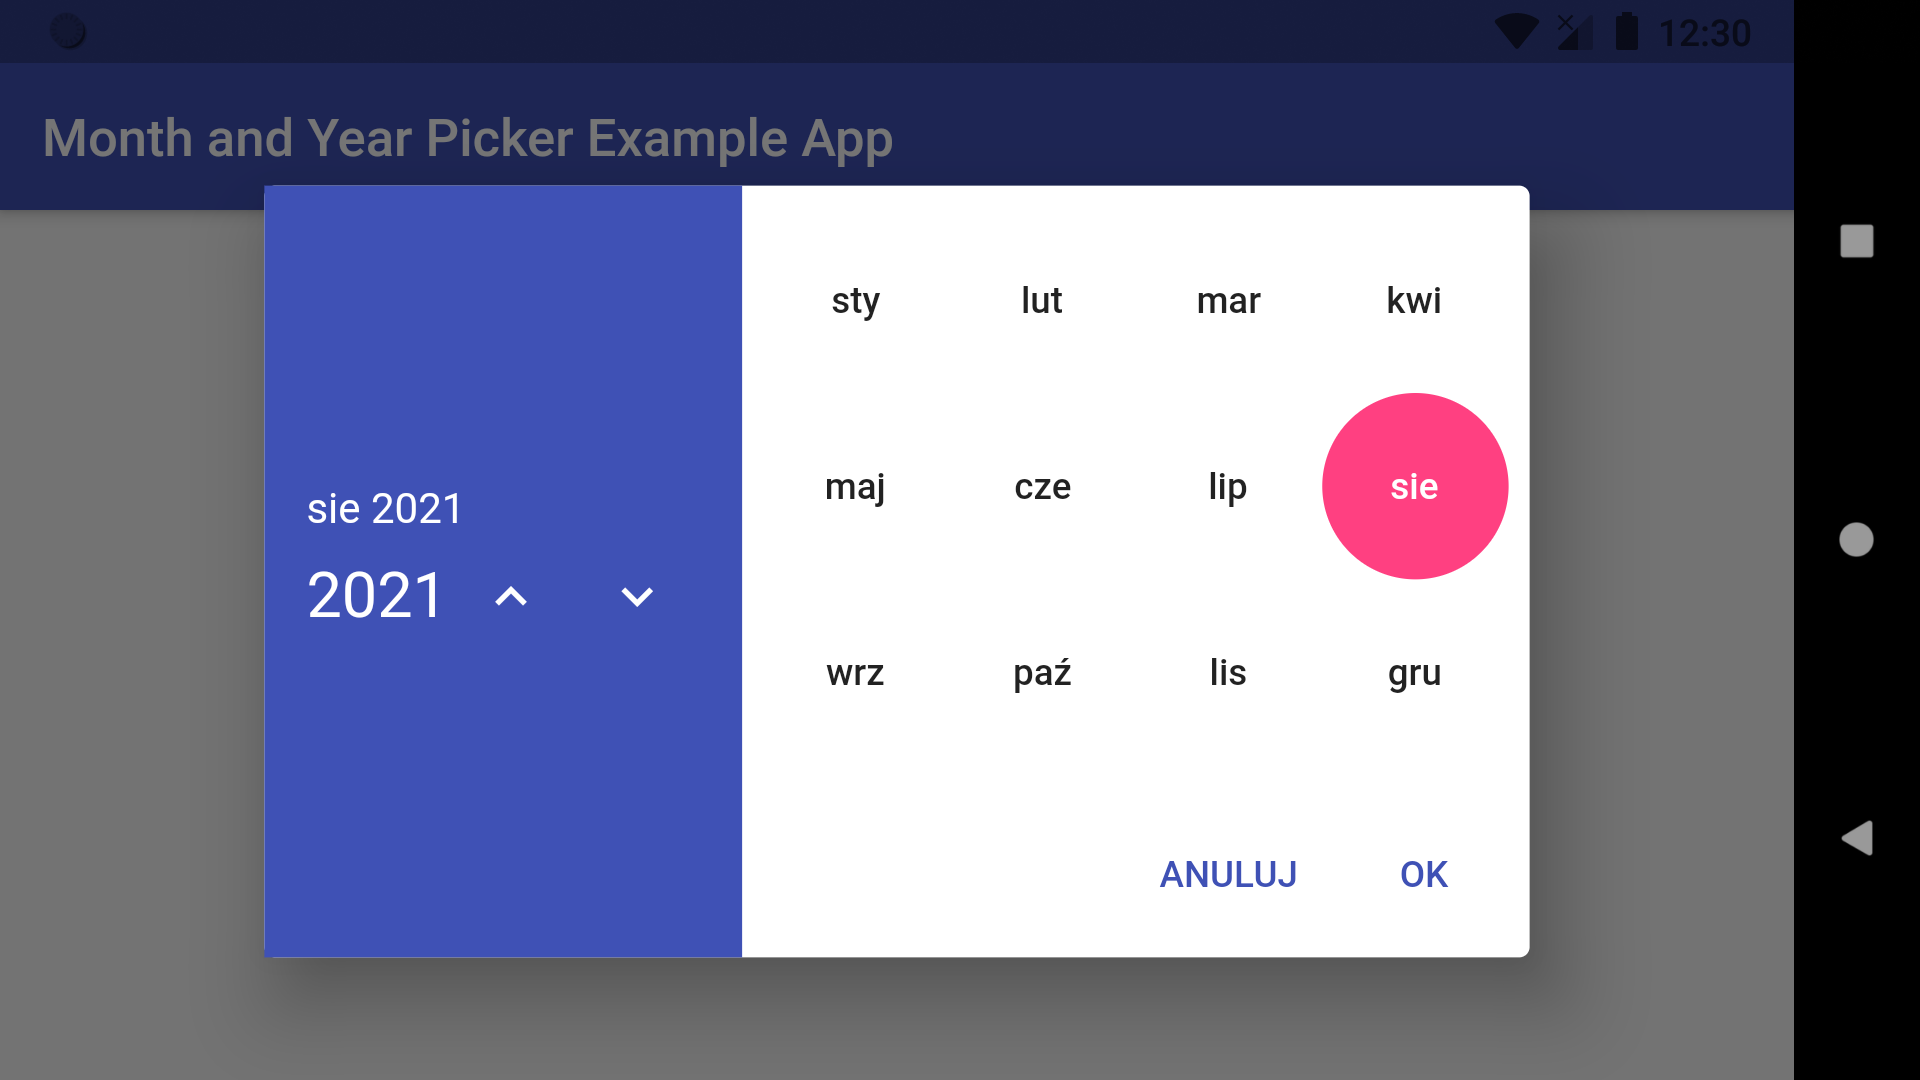 12:30
Month and Year Picker Example App
sie 2021
2021
sty lut mar kwi
maj cze lip sie
wrz paź lis gru
ANULUJ OK